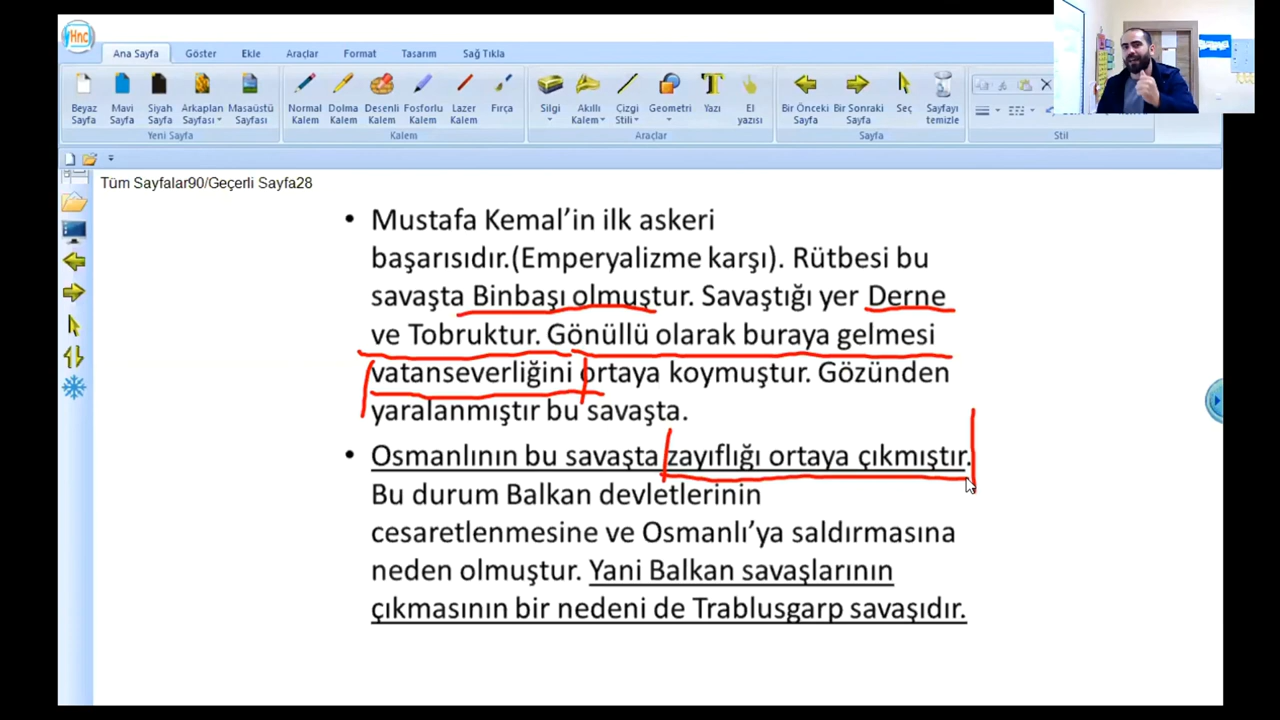 Hnc
Ana Sayfa Göster Ekle Araçlar Format Tasarım Sağ Tıkla
Beyaz Sayfa Mavi Sayfa Siyah Sayfa Arkaplan Sayfası Masaüstü Sayfası
Normal Kalem Dolma Kalem Desenli Kalem Fosforlu Kalem Lazer Kalem Fırça
Silgi Akıllı Kalem Çizgi Stili Geometri Yazı El yazısı
Bir Önceki Sayfa Bir Sonraki Sayfa Seç Sayfayı temizle
Yeni Sayfa Kalem Araçlar Sayfa Stil
Tüm Sayfalar90/Geçerli Sayfa28
• Mustafa Kemal’in ilk askeri
başarısıdır.(Emperyalizme karşı). Rütbesi bu
savaşta Binbaşı olmuştur. Savaştığı yer Derne
ve Tobruktur. Gönüllü olarak buraya gelmesi
vatanseverliğini ortaya koymuştur. Gözünden
yaralanmıştır bu savaşta.
• Osmanlının bu savaşta zayıflığı ortaya çıkmıştır.
Bu durum Balkan devletlerinin
cesaretlenmesine ve Osmanlı’ya saldırmasına
neden olmuştur. Yani Balkan savaşlarının
çıkmasının bir nedeni de Trablusgarp savaşıdır.